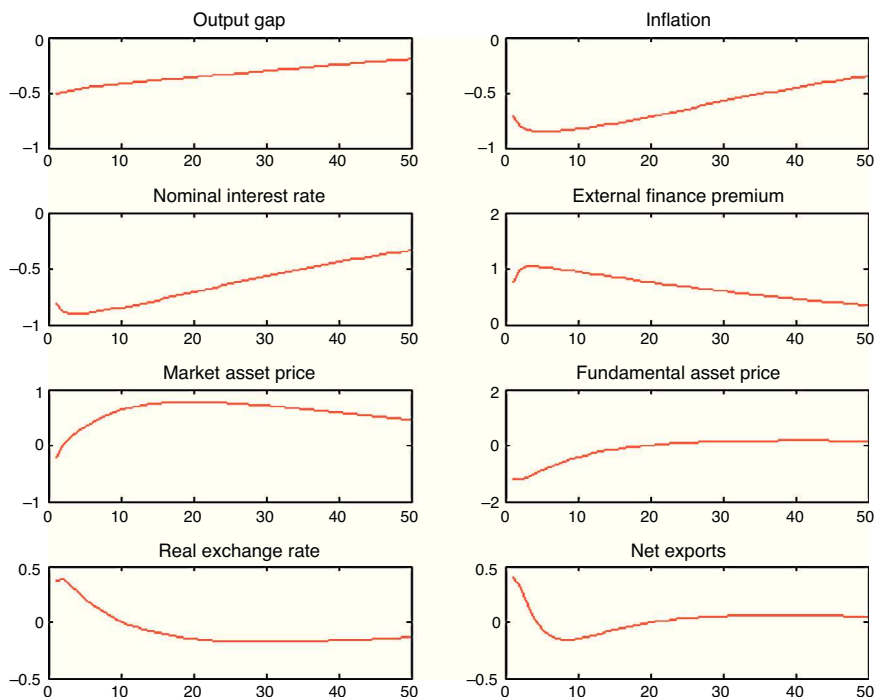 Output gap
0
−0.5
−1
0 10 20 30 40 50
Inflation
0
−0.5
−1
0 10 20 30 40 50
Nominal interest rate
0
−0.5
−1
0 10 20 30 40 50
External finance premium
2
1
0
0 10 20 30 40 50
Market asset price
1
0
−1
0 10 20 30 40 50
Fundamental asset price
2
0
−2
0 10 20 30 40 50
Real exchange rate
0.5
0
−0.5
0 10 20 30 40 50
Net exports
0.5
0
−0.5
0 10 20 30 40 50